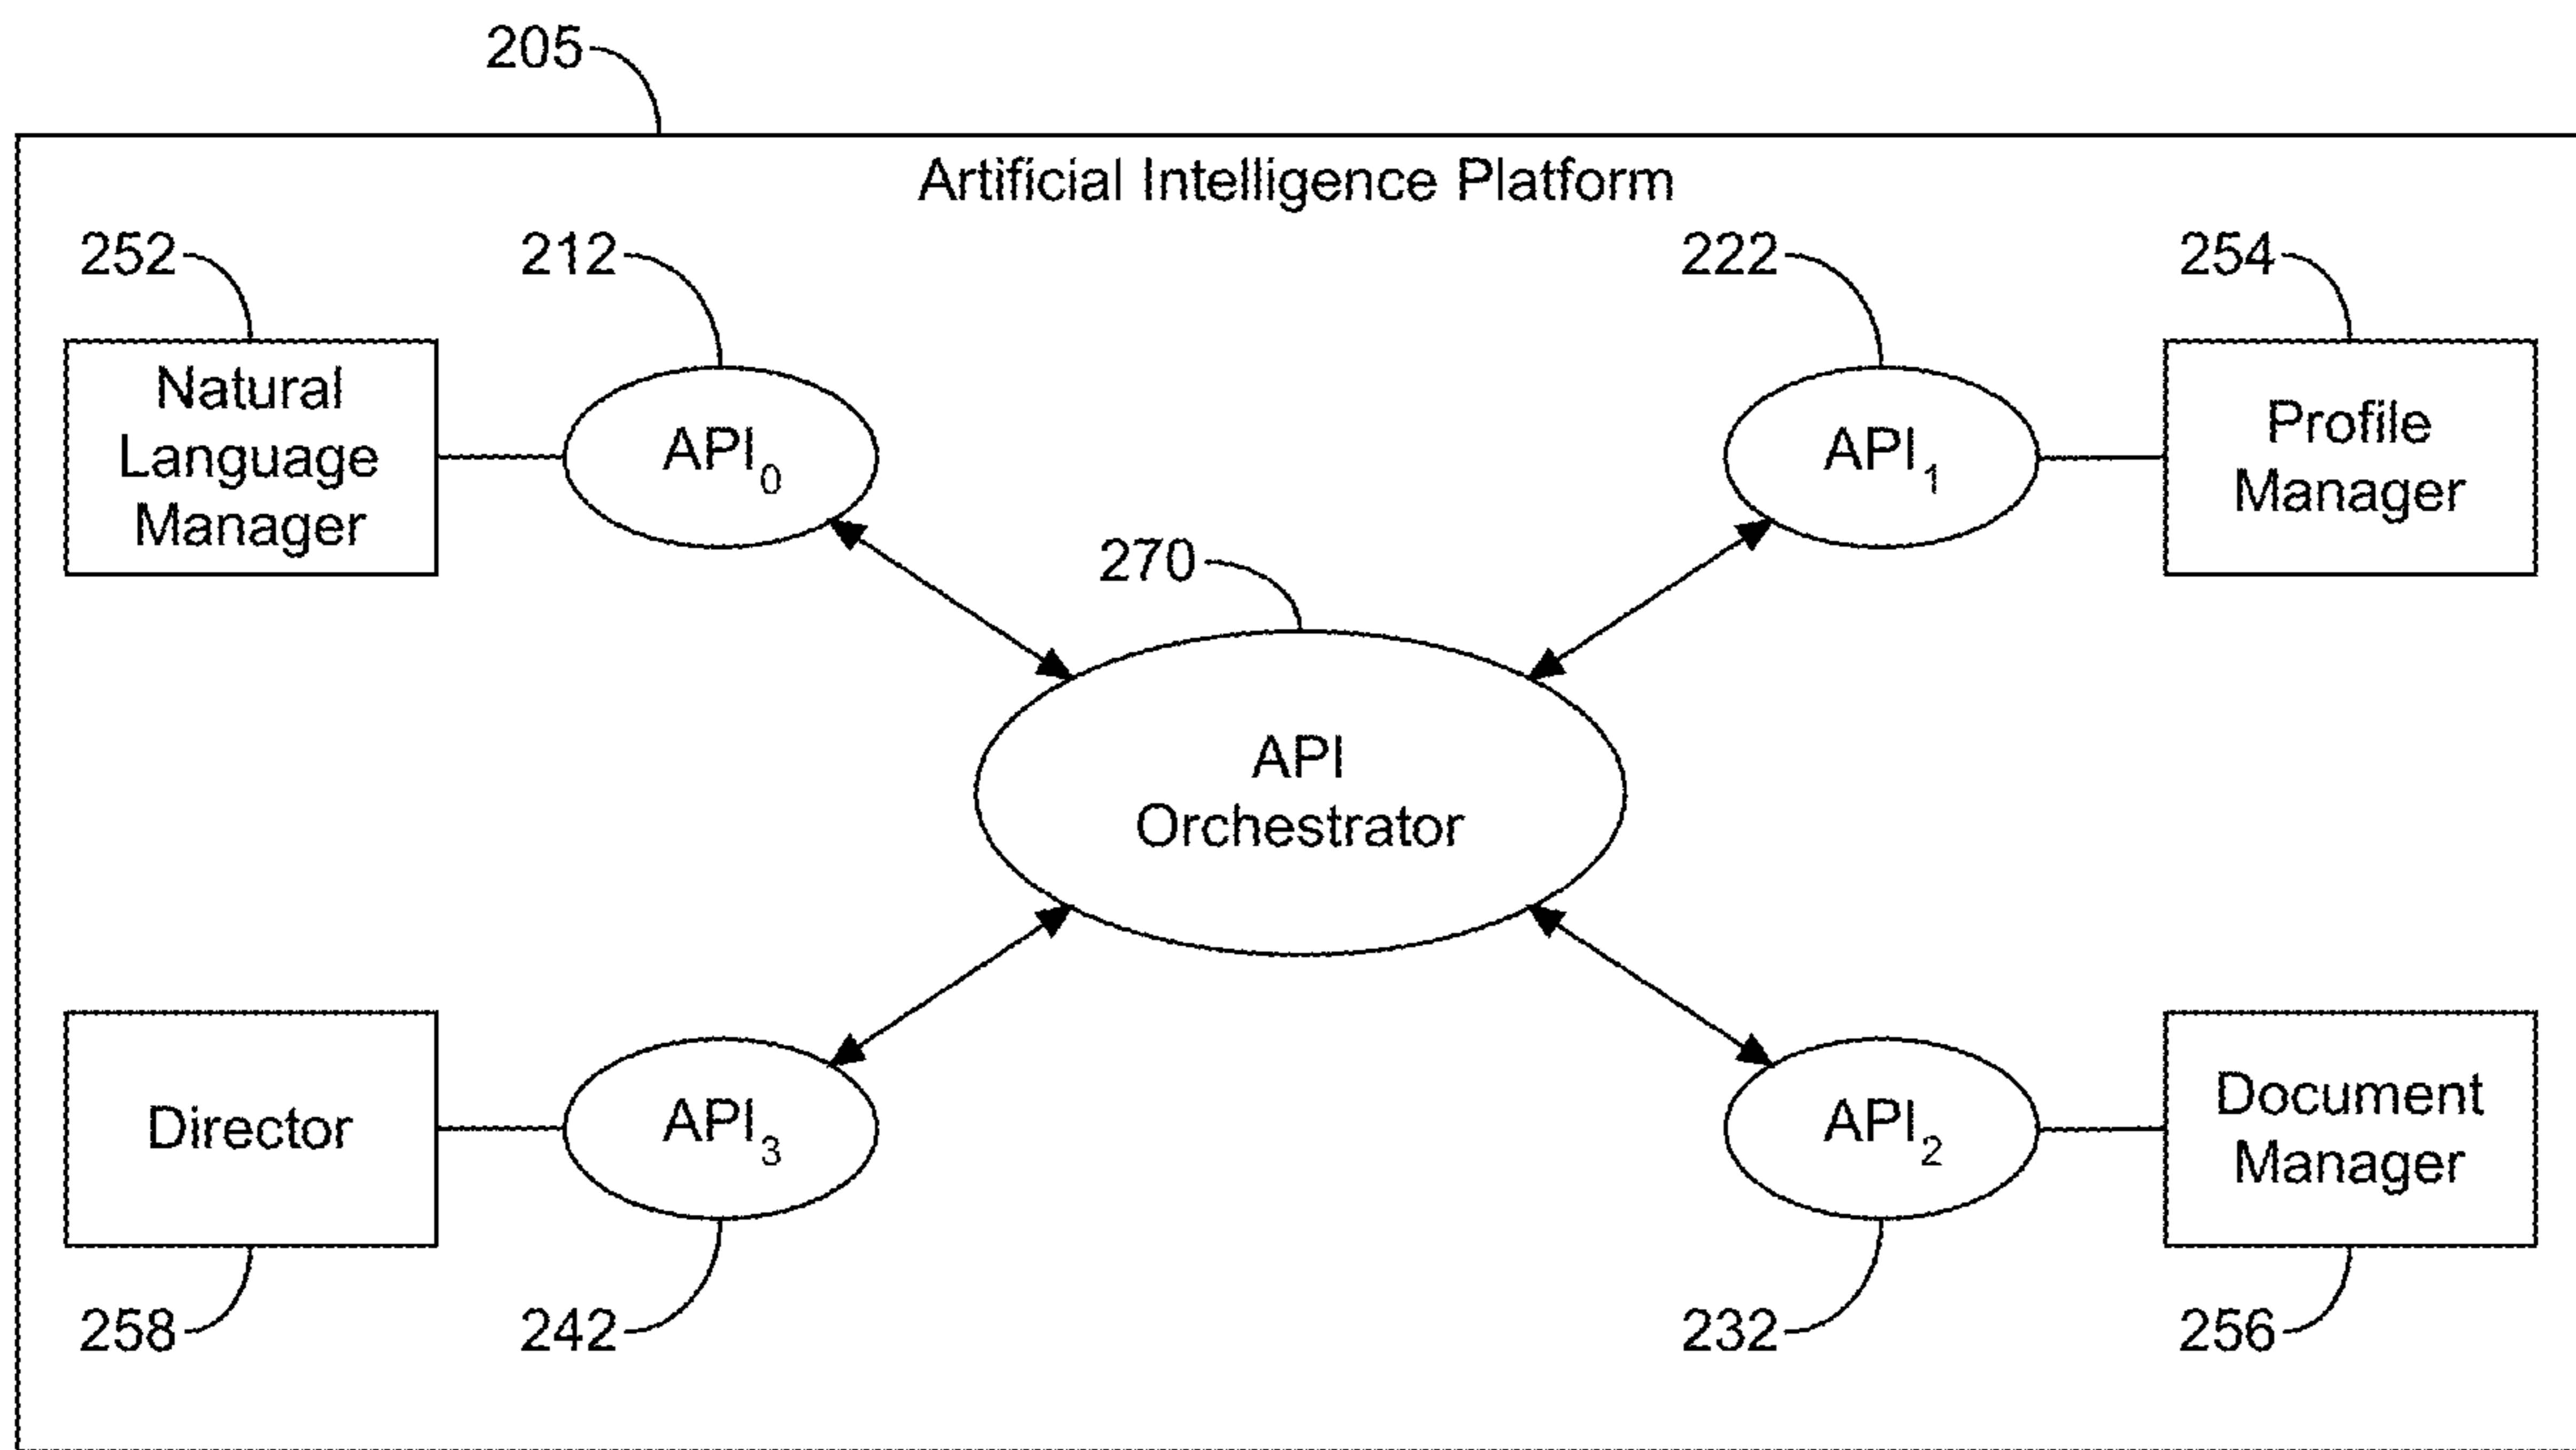 205
Artificial Intelligence Platform
252
212
222
254
Natural
Language
Manager
API₀
API₁
Profile
Manager
270
API
Orchestrator
Director
API₃
API₂
Document
Manager
258
242
232
256